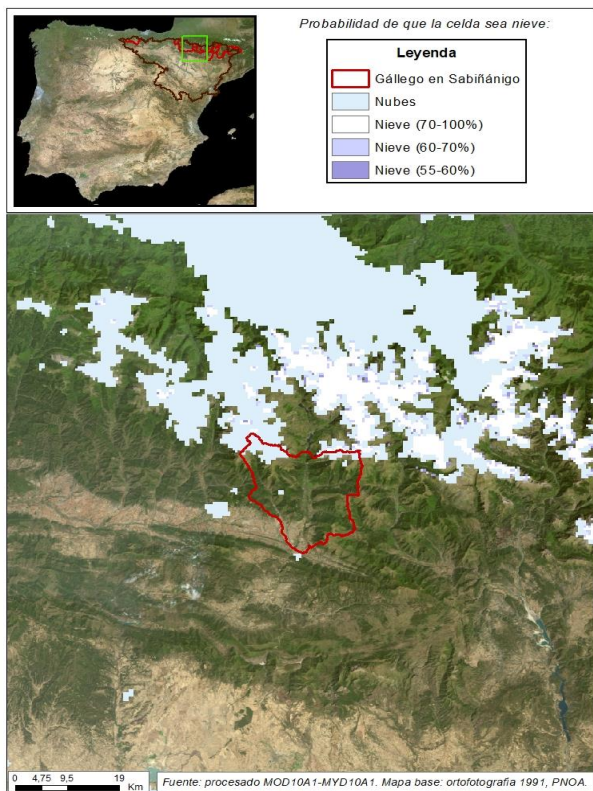 Probabilidad de que la celda sea nieve:
Leyenda
Gállego en Sabiñánigo
Nubes
Nieve (70-100%)
Nieve (60-70%)
Nieve (55-60%)
0 4,75 9,5 19
Km
Fuente: procesado MOD10A1-MYD10A1. Mapa base: ortofotografia 1991, PNOA.